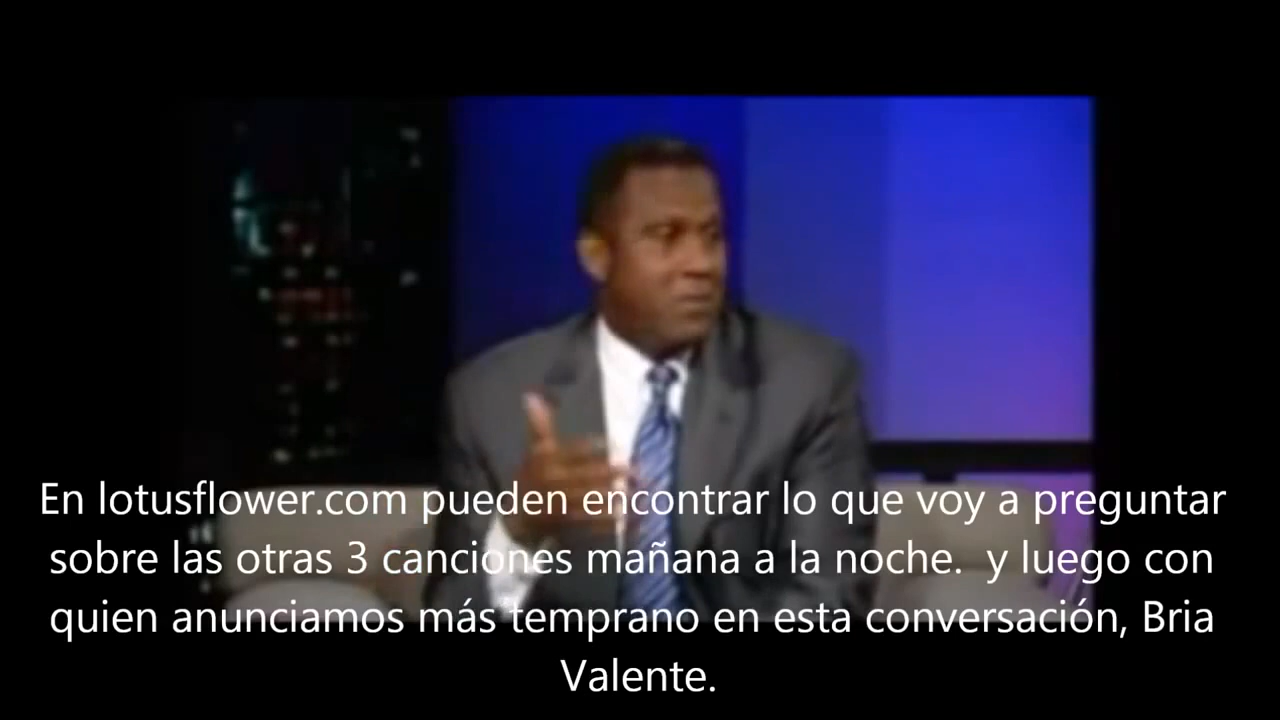 En lotusflower.com pueden encontrar lo que voy a preguntar
sobre las otras 3 canciones mañana a la noche.  y luego con
quien anunciamos más temprano en esta conversación, Bria
Valente.